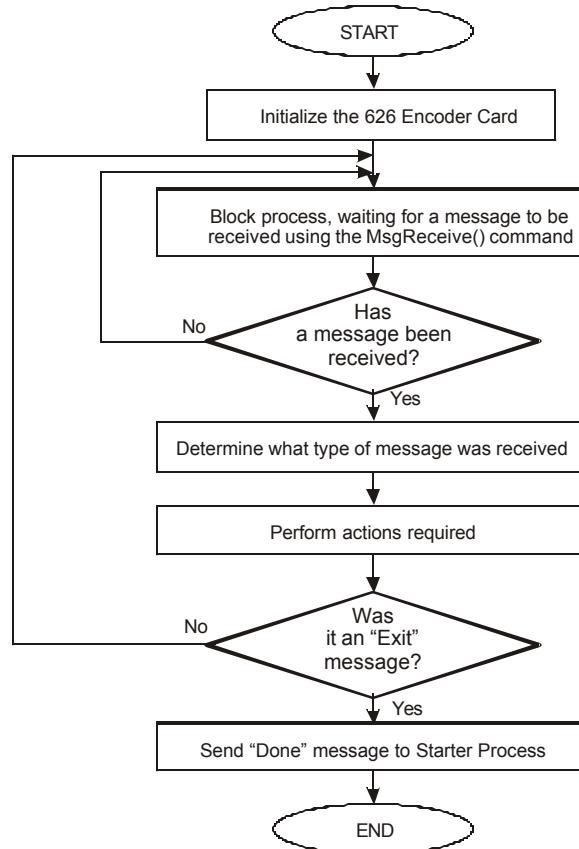 START
Initialize the 626 Encoder Card
Block process, waiting for a message to be
received using the MsgReceive() command
Has
a message been
received?
No
Yes
Determine what type of message was received
Perform actions required
Was
it an “Exit”
message?
No
Yes
Send “Done” message to Starter Process
END